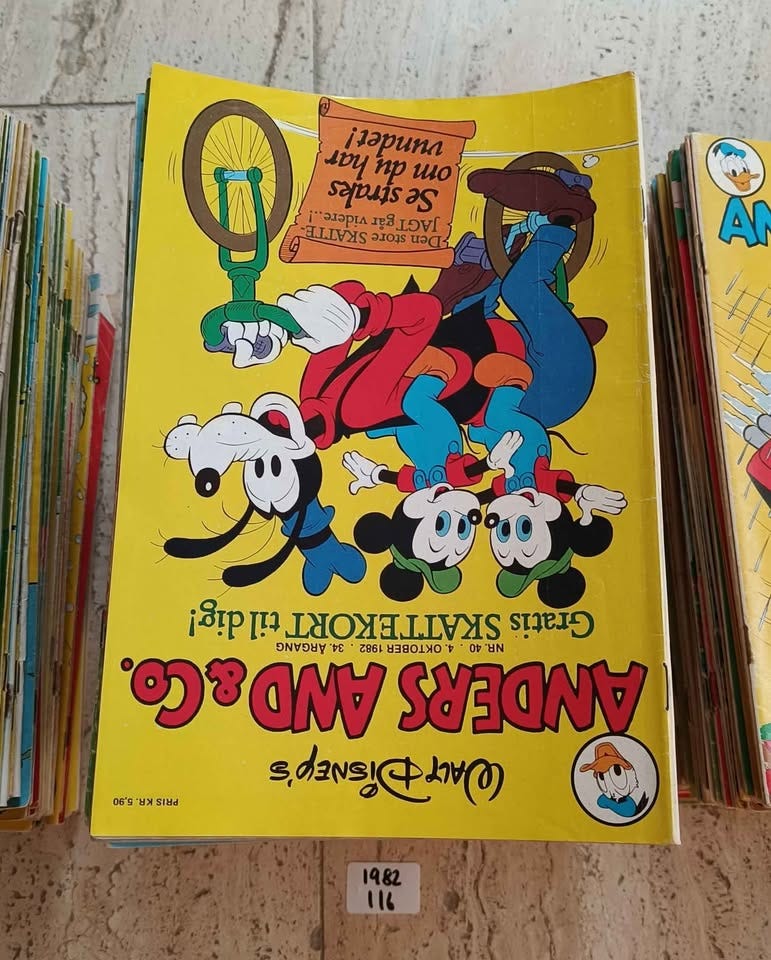 PRIS KR. 5,90
WALT DISNEY'S
ANDERS AND & CO.
NR. 40 . 4. OKTOBER 1982 . 34. ÅRGANG
Gratis SKATTEKORT til dig!
Den store SKATTE-
JAGT går videre..!
Se straks
om du har
vundet!
AN
1982
116